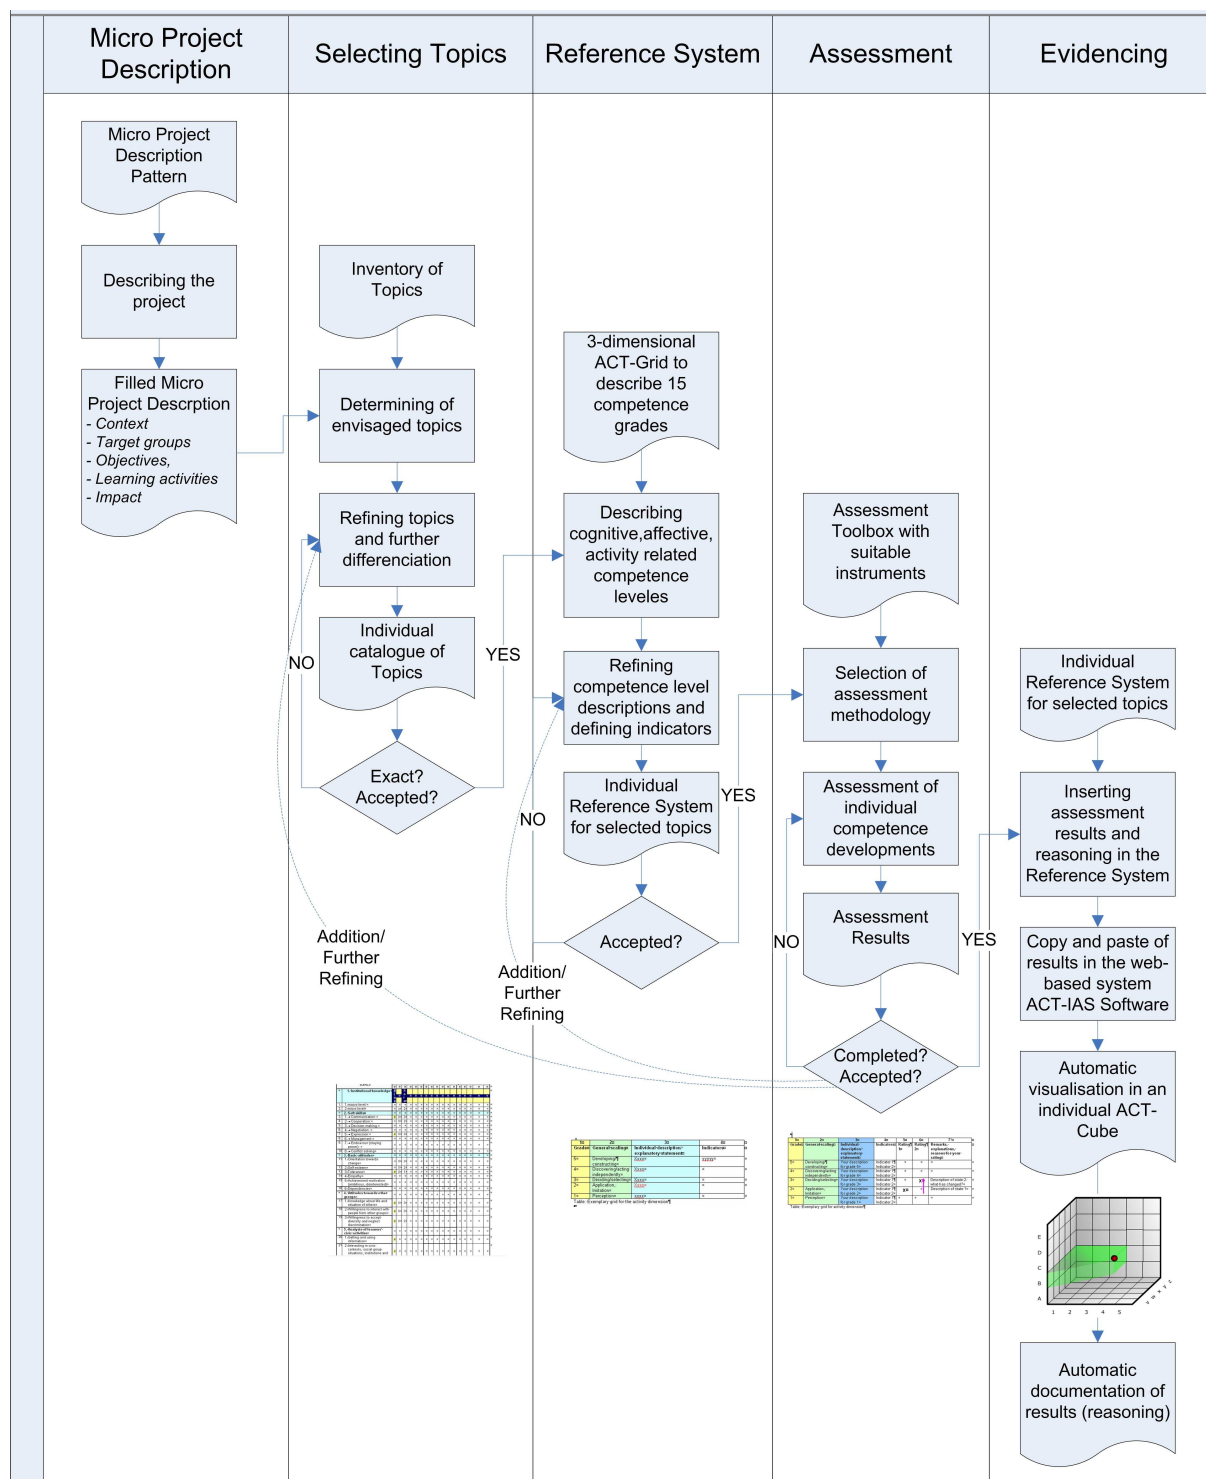 Micro Project
Description
Selecting Topics
Reference System
Assessment
Evidencing
Micro Project
Description
Pattern
Describing the
project
Filled Micro
Project Descrption
- Context
- Target groups
- Objectives,
- Learning activities
- Impact
Inventory of
Topics
Determining of
envisaged topics
Refining topics
and further
differenciation
Individual
catalogue of
Topics
Exact?
Accepted?
NO
YES
Addition/
Further
Refining
3-dimensional
ACT-Grid to
describe 15
competence
grades
Describing
cognitive,affective,
activity related
competence
leveles
Refining
competence level
descriptions and
defining indicators
Individual
Reference System
for selected topics
Accepted?
NO
YES
Addition/
Further
Refining
Assessment
Toolbox with
suitable
instruments
Selection of
assessment
methodology
Assessment of
individual
competence
developments
Assessment
Results
Completed?
Accepted?
NO
YES
Individual
Reference System
for selected topics
Inserting
assessment
results and
reasoning in the
Reference System
Copy and paste of
results in the web-
based system
ACT-IAS Software
Automatic
visualisation in an
individual ACT-
Cube
E
D
C
B
A
1 2 3 4 5
v w x y z
Automatic
documentation of
results (reasoning)